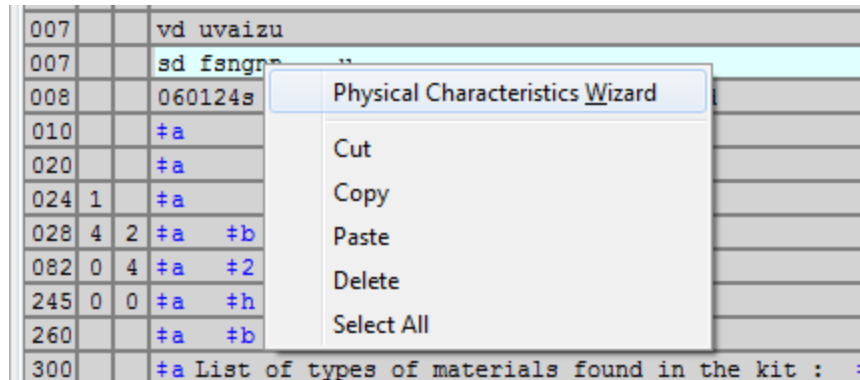 007 vd uvaizu
007 sd fsngnn u
008 060124s
010 ‡a
020 ‡a
024 1 ‡a
028 4 2 ‡a ‡b
082 0 4 ‡a ‡2
245 0 0 ‡a ‡h
260 ‡a ‡b
300 ‡a List of types of materials found in the kit :
Physical Characteristics Wizard
Cut
Copy
Paste
Delete
Select All